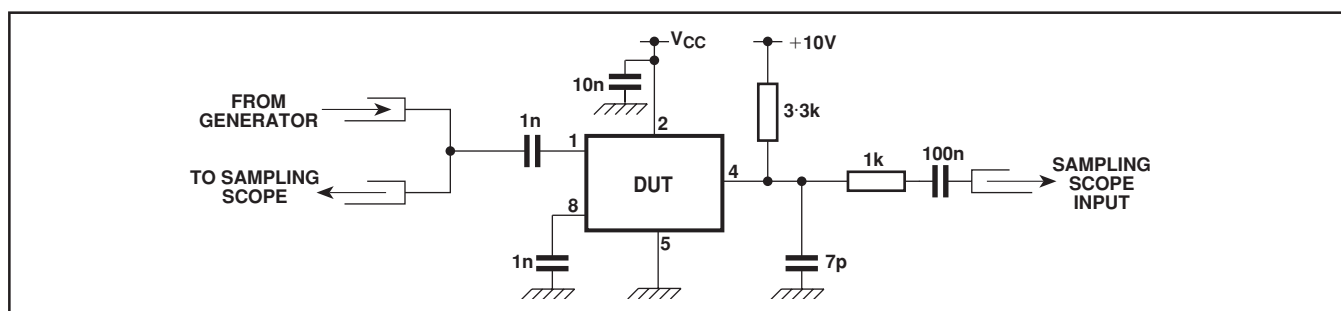 VCC
+10V
10n
FROM
GENERATOR
3·3k
1n
2
1
TO SAMPLING
SCOPE
DUT
4
1k
100n
SAMPLING
SCOPE
INPUT
8
5
1n
7p